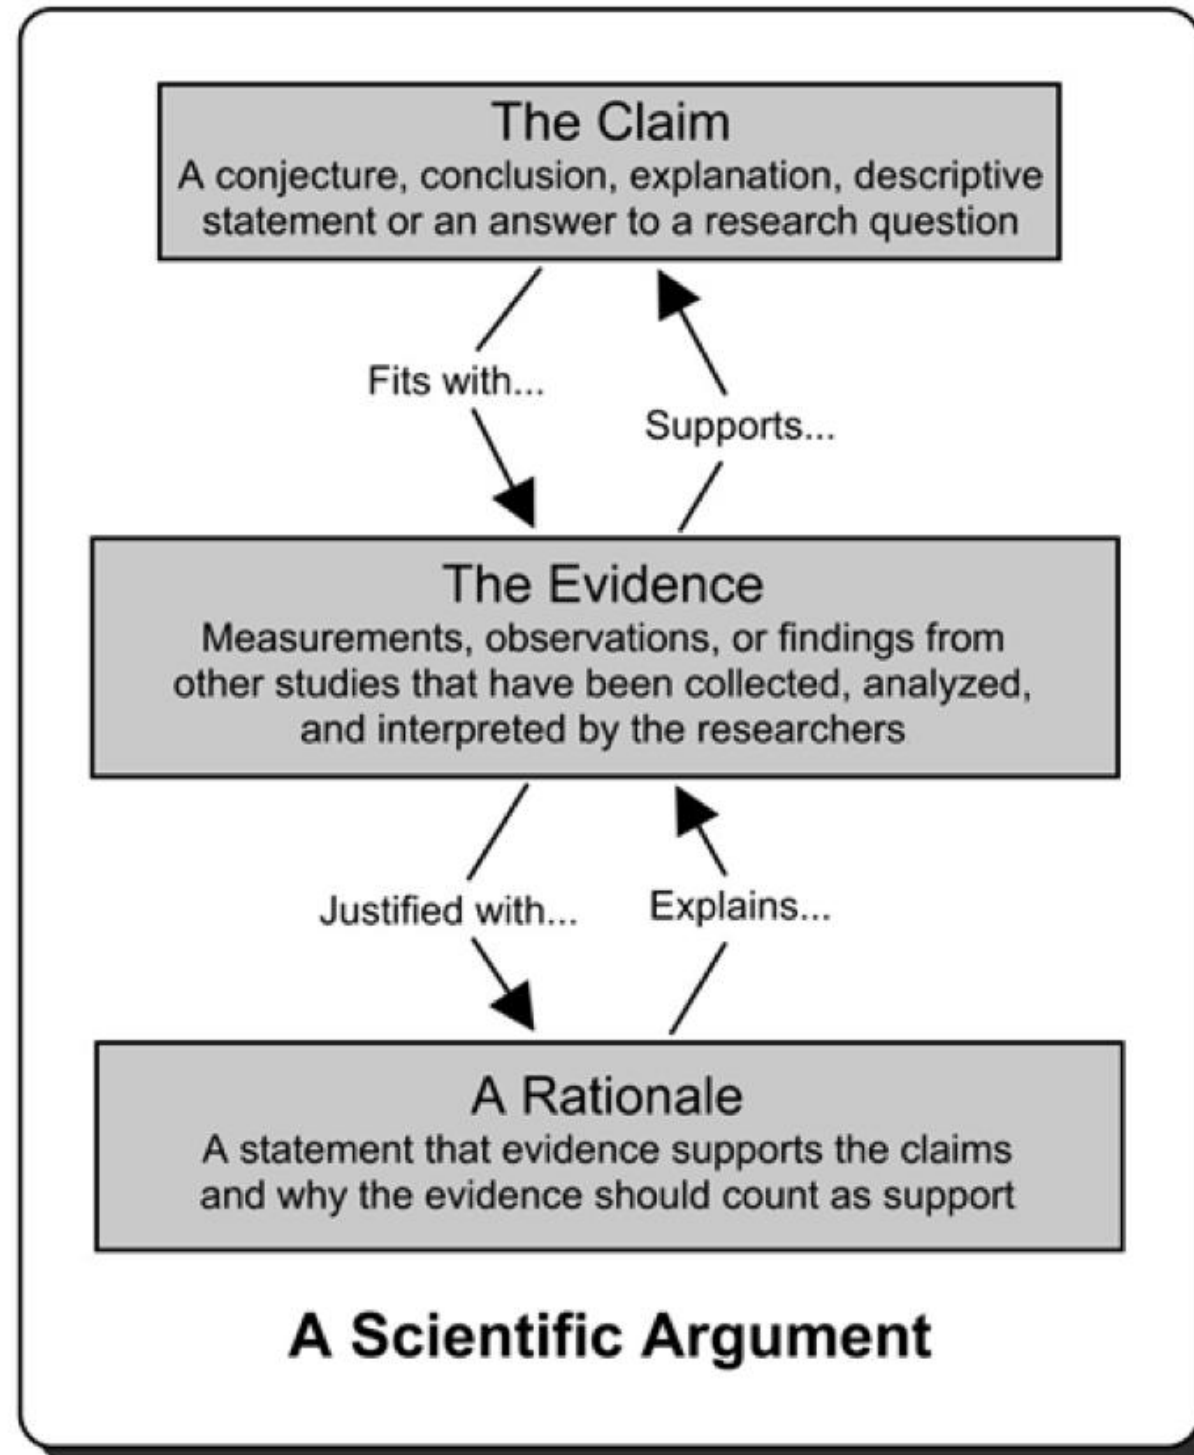 The Claim
A conjecture, conclusion, explanation, descriptive
statement or an answer to a research question
Fits with...
Supports...
The Evidence
Measurements, observations, or findings from
other studies that have been collected, analyzed,
and interpreted by the researchers
Justified with...
Explains...
A Rationale
A statement that evidence supports the claims
and why the evidence should count as support
A Scientific Argument